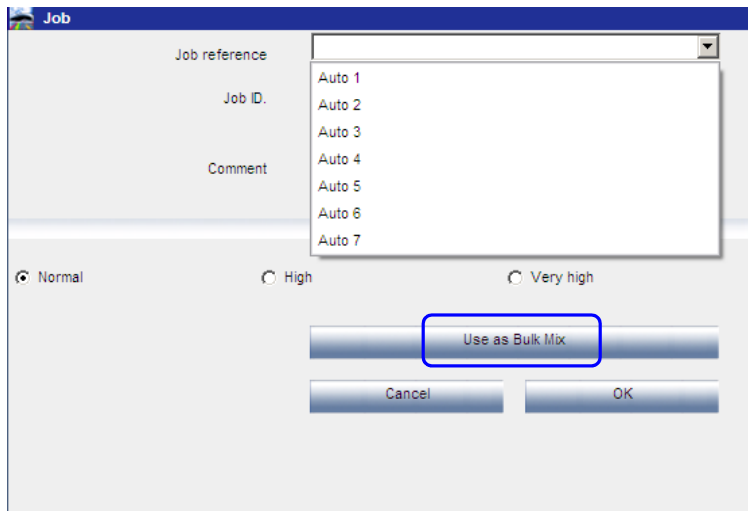 Job
Job reference
Auto 1
Auto 2
Job ID.
Auto 3
Auto 4
Comment
Auto 5
Auto 6
Auto 7
Normal
High
Very high
Use as Bulk Mix
Cancel
OK